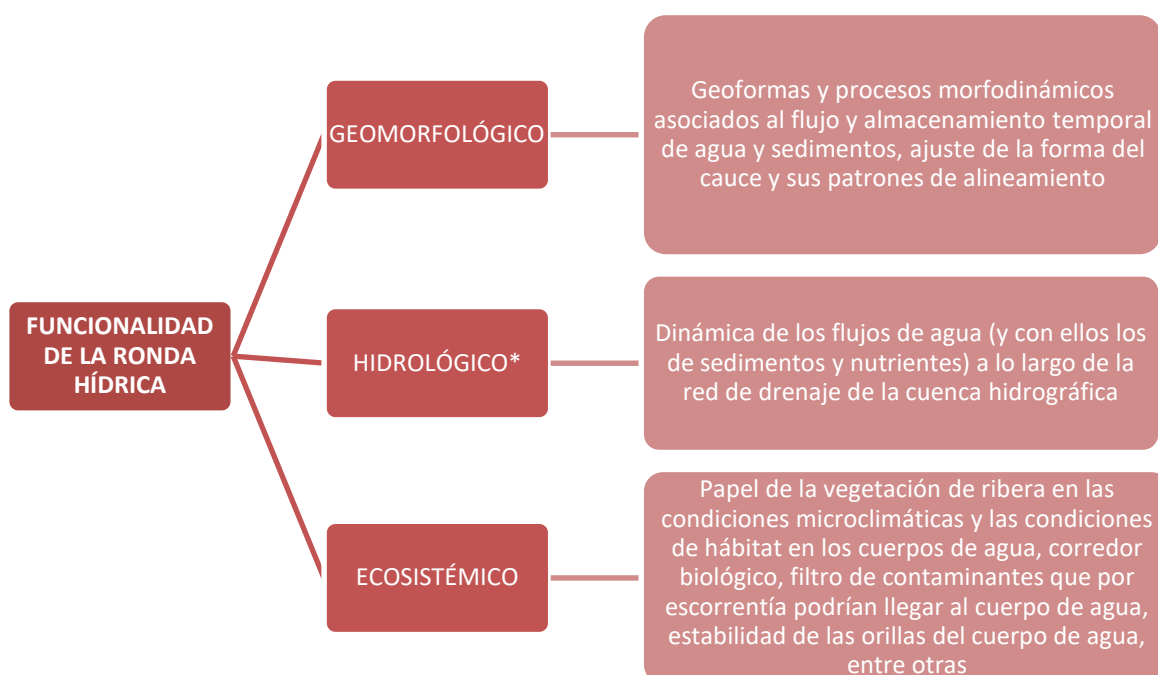 FUNCIONALIDAD
DE LA RONDA
HÍDRICA
GEOMORFOLÓGICO
Geoformas y procesos morfodinámicos
asociados al flujo y almacenamiento temporal
de agua y sedimentos, ajuste de la forma del
cauce y sus patrones de alineamiento
HIDROLÓGICO*
Dinámica de los flujos de agua (y con ellos los
de sedimentos y nutrientes) a lo largo de la
red de drenaje de la cuenca hidrográfica
ECOSISTÉMICO
Papel de la vegetación de ribera en las
condiciones microclimáticas y las condiciones
de hábitat en los cuerpos de agua, corredor
biológico, filtro de contaminantes que por
escorrentía podrían llegar al cuerpo de agua,
estabilidad de las orillas del cuerpo de agua,
entre otras